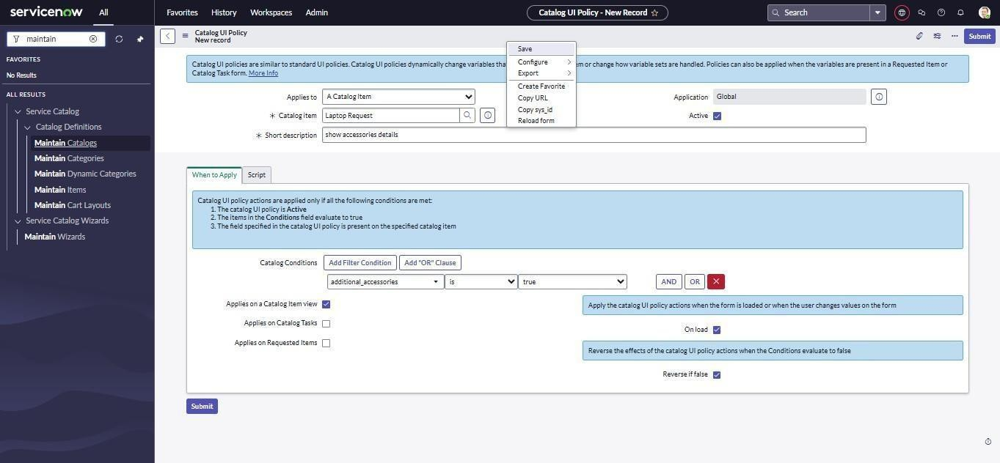 servicenow All Favorites History Workspaces Admin Catalog UI Policy - New Record Search
maintain
FAVORITES
No Results
ALL RESULTS
Service Catalog
Catalog Definitions
Maintain Catalogs
Maintain Categories
Maintain Dynamic Categories
Maintain Items
Maintain Cart Layouts
Service Catalog Wizards
Maintain Wizards
Catalog UI Policy
New record
Submit
Save
Configure
Export
Create Favorite
Copy URL
Copy sys_id
Reload form
Catalog UI policies are similar to standard UI policies. Catalog UI policies dynamically change variables tha m or change how variable sets are handled. Policies can also be applied when the variables are present in a Requested Item or
Catalog Task form. More Info
Applies to A Catalog Item Application Global
Catalog item Laptop Request Active
Short description show accessories details
When to Apply Script
Catalog UI policy actions are applied only if all the following conditions are met:
1. The catalog UI policy is Active
2. The items in the Conditions field evaluate to true
3. The field specified in the catalog UI policy is present on the specified catalog item
Catalog Conditions Add Filter Condition Add "OR" Clause
additional_accessories is true AND OR
Applies on a Catalog Item view Apply the catalog UI policy actions when the form is loaded or when the user changes values on the form
Applies on Catalog Tasks
On load
Applies on Requested Items
Reverse the effects of the catalog UI policy actions when the Conditions evaluate to false
Reverse if false
Submit